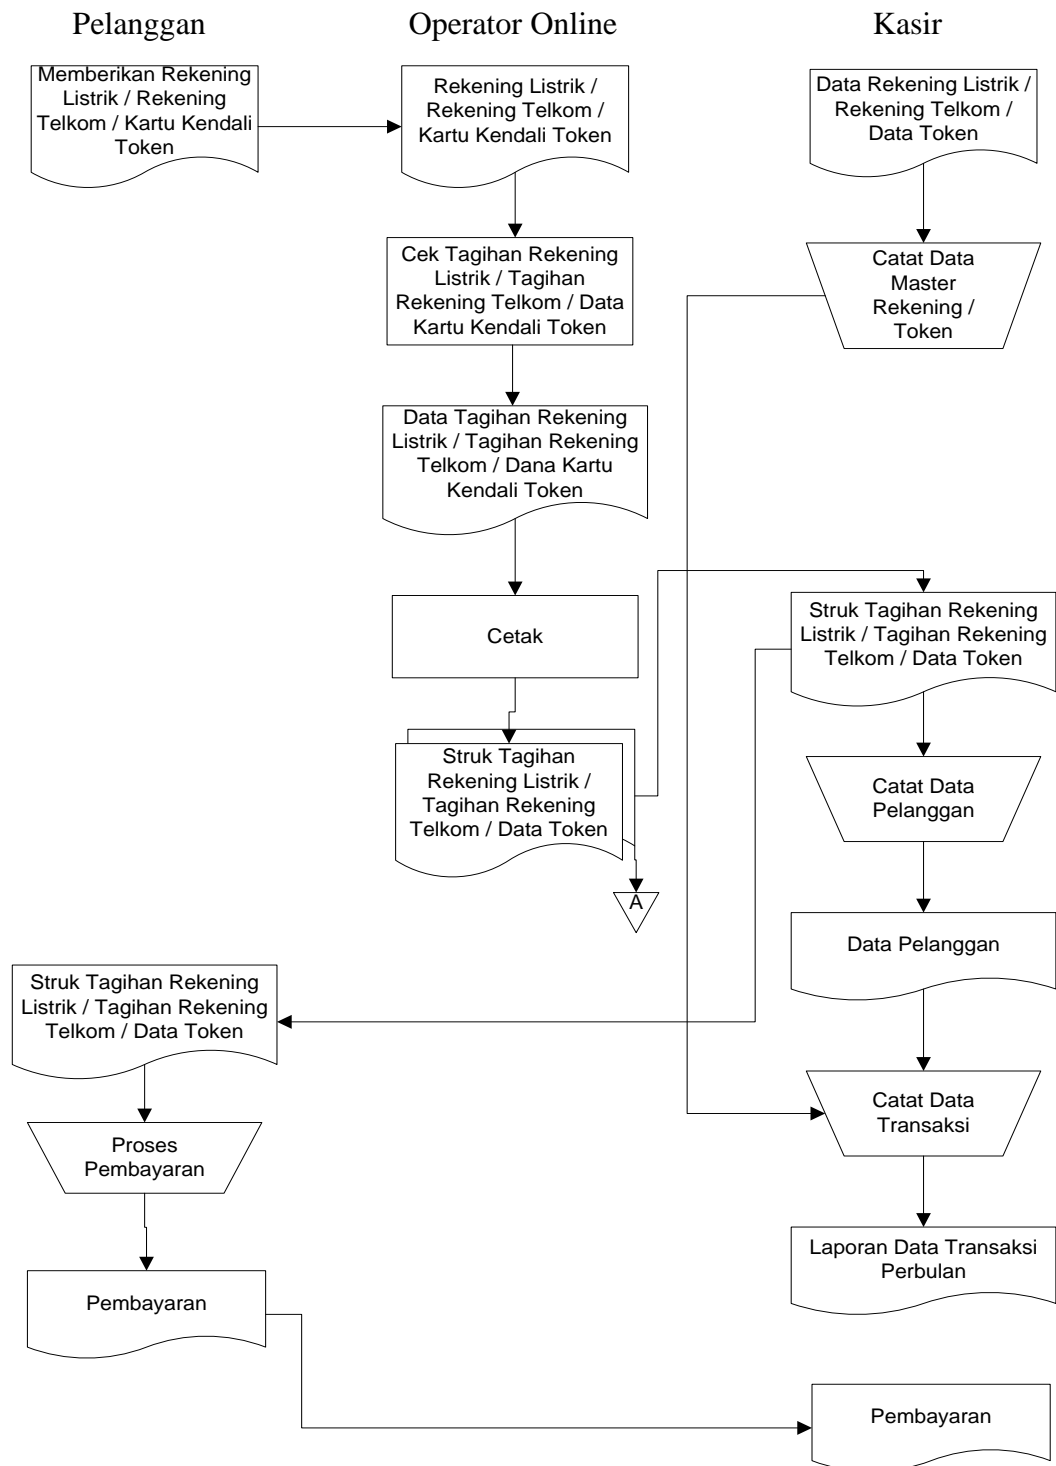 Pelanggan
Operator Online
Kasir
Memberikan Rekening
Listrik / Rekening
Telkom / Kartu Kendali
Token
Rekening Listrik /
Rekening Telkom /
Kartu Kendali Token
Data Rekening Listrik /
Rekening Telkom /
Data Token
Cek Tagihan Rekening
Listrik / Tagihan
Rekening Telkom / Data
Kartu Kendali Token
Catat Data
Master
Rekening /
Token
Data Tagihan Rekening
Listrik / Tagihan Rekening
Telkom / Dana Kartu
Kendali Token
Cetak
Struk Tagihan Rekening
Listrik / Tagihan Rekening
Telkom / Data Token
Struk Tagihan
Rekening Listrik /
Tagihan Rekening
Telkom / Data Token
Catat Data
Pelanggan
A
Data Pelanggan
Struk Tagihan Rekening
Listrik / Tagihan Rekening
Telkom / Data Token
Catat Data
Transaksi
Proses
Pembayaran
Laporan Data Transaksi
Perbulan
Pembayaran
Pembayaran